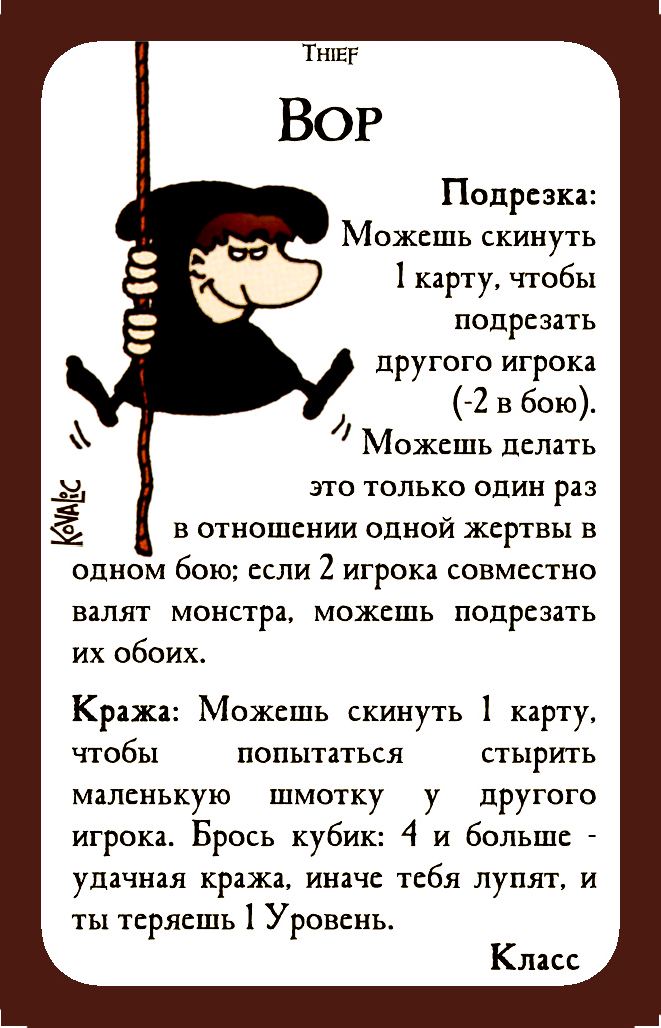 Thief
Вор
Подрезка:
Можешь скинуть
1 карту, чтобы
подрезать
другого игрока
(-2 в бою).
Можешь делать
это только один раз
в отношении одной жертвы в
одном бою; если 2 игрока совместно
валят монстра, можешь подрезать
их обоих.
Кража: Можешь скинуть 1 карту,
чтобы попытаться стырить
маленькую шмотку у другого
игрока. Брось кубик: 4 и больше -
удачная кража, иначе тебя лупят, и
ты теряешь 1 Уровень.
Класс
Kovalic